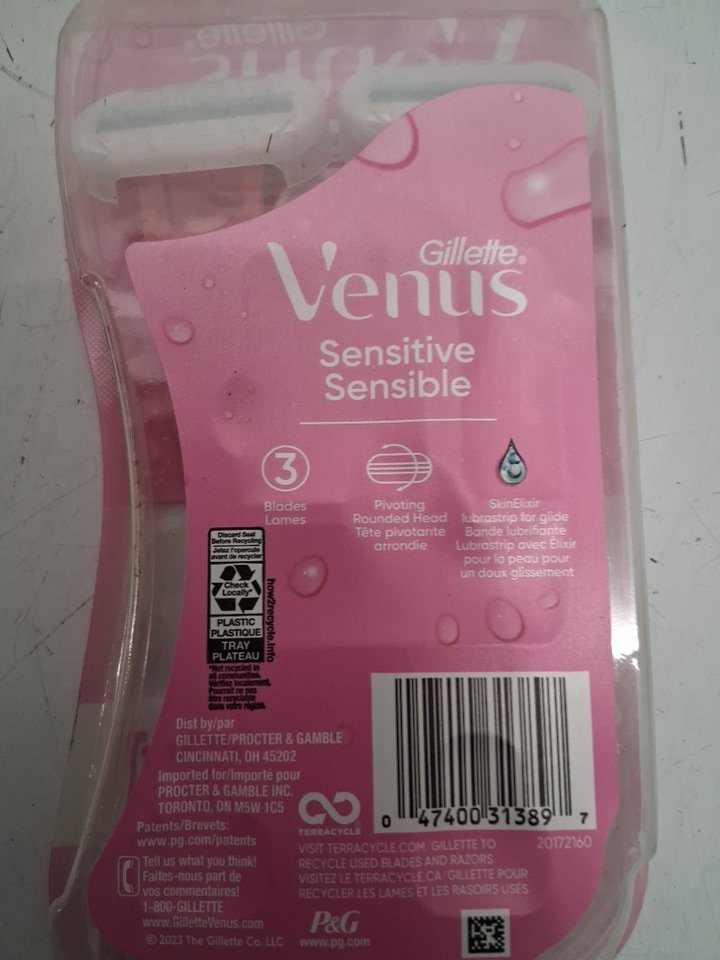 Gillette
Venus
Gillette®
Venus
Sensitive
Sensible
3
Blades
Lames
Pivoting
Rounded Head
Tête pivotante
arrondie
SkinElixir
lubrastrip for glide
Bande lubrifiante
Lubrastrip avec Élixir
pour la peau pour
un doux glissement
Discard Seal
Before Recycling
Jetez l'opercule
avant de recycler
Check
Locally*
PLASTIC
PLASTIQUE
TRAY
PLATEAU
how2recycle.info
*Not recycled in
all communities.
Vérifiez localement.
Pourrait ne pas
être recyclable
dans votre région.
Dist by/par
GILLETTE/PROCTER & GAMBLE
CINCINNATI, OH 45202
Imported for/Importé pour
PROCTER & GAMBLE INC.
TORONTO, ON M5W 1C5
Patents/Brevets:
www.pg.com/patents
Tell us what you think!
Faites-nous part de
vos commentaires!
1-800-GILLETTE
www.GilletteVenus.com
© 2023 The Gillette Co. LLC
TERRACYCLE
0 47400 31389 7
VISIT TERRACYCLE.COM/GILLETTE TO
RECYCLE USED BLADES AND RAZORS
VISITEZ LE TERRACYCLE.CA/GILLETTE POUR
RECYCLER LES LAMES ET LES RASOIRS USÉS
20172160
P&G
www.pg.com